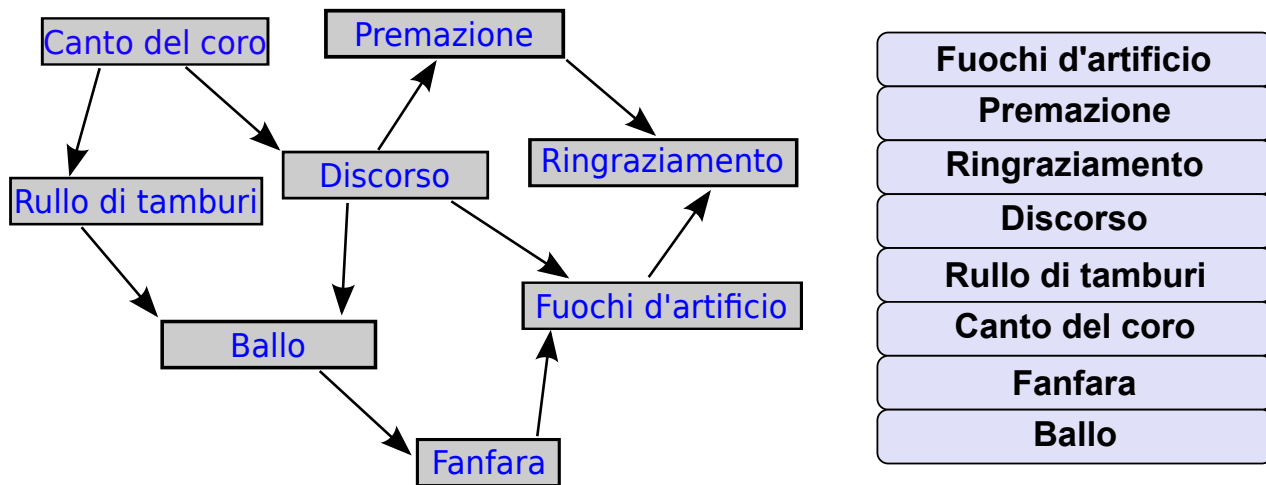 Canto del coro
Premazione
Discorso
Ringraziamento
Rullo di tamburi
Fuochi d'artificio
Ballo
Fanfara
Fuochi d'artificio
Premazione
Ringraziamento
Discorso
Rullo di tamburi
Canto del coro
Fanfara
Ballo